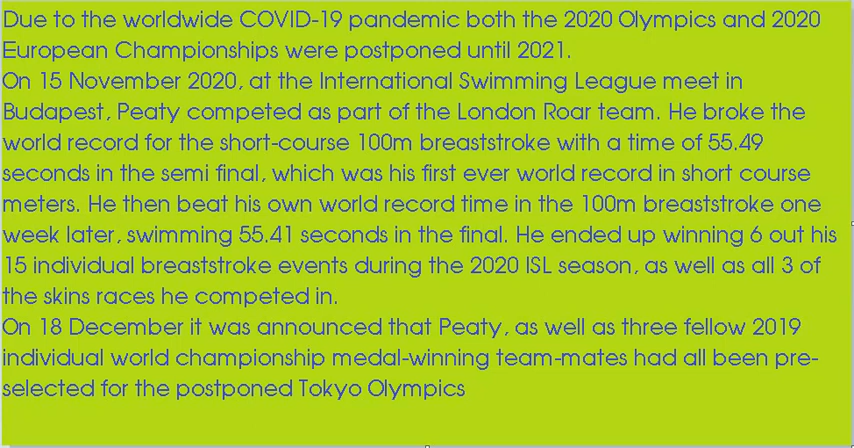 Due to the worldwide COVID-19 pandemic both the 2020 Olympics and 2020
European Championships were postponed until 2021.
On 15 November 2020, at the International Swimming League meet in
Budapest, Peaty competed as part of the London Roar team. He broke the
world record for the short-course 100m breaststroke with a time of 55.49
seconds in the semi final, which was his first ever world record in short course
meters. He then beat his own world record time in the 100m breaststroke one
week later, swimming 55.41 seconds in the final. He ended up winning 6 out his
15 individual breaststroke events during the 2020 ISL season, as well as all 3 of
the skins races he competed in.
On 18 December it was announced that Peaty, as well as three fellow 2019
individual world championship medal-winning team-mates had all been pre-
selected for the postponed Tokyo Olympics